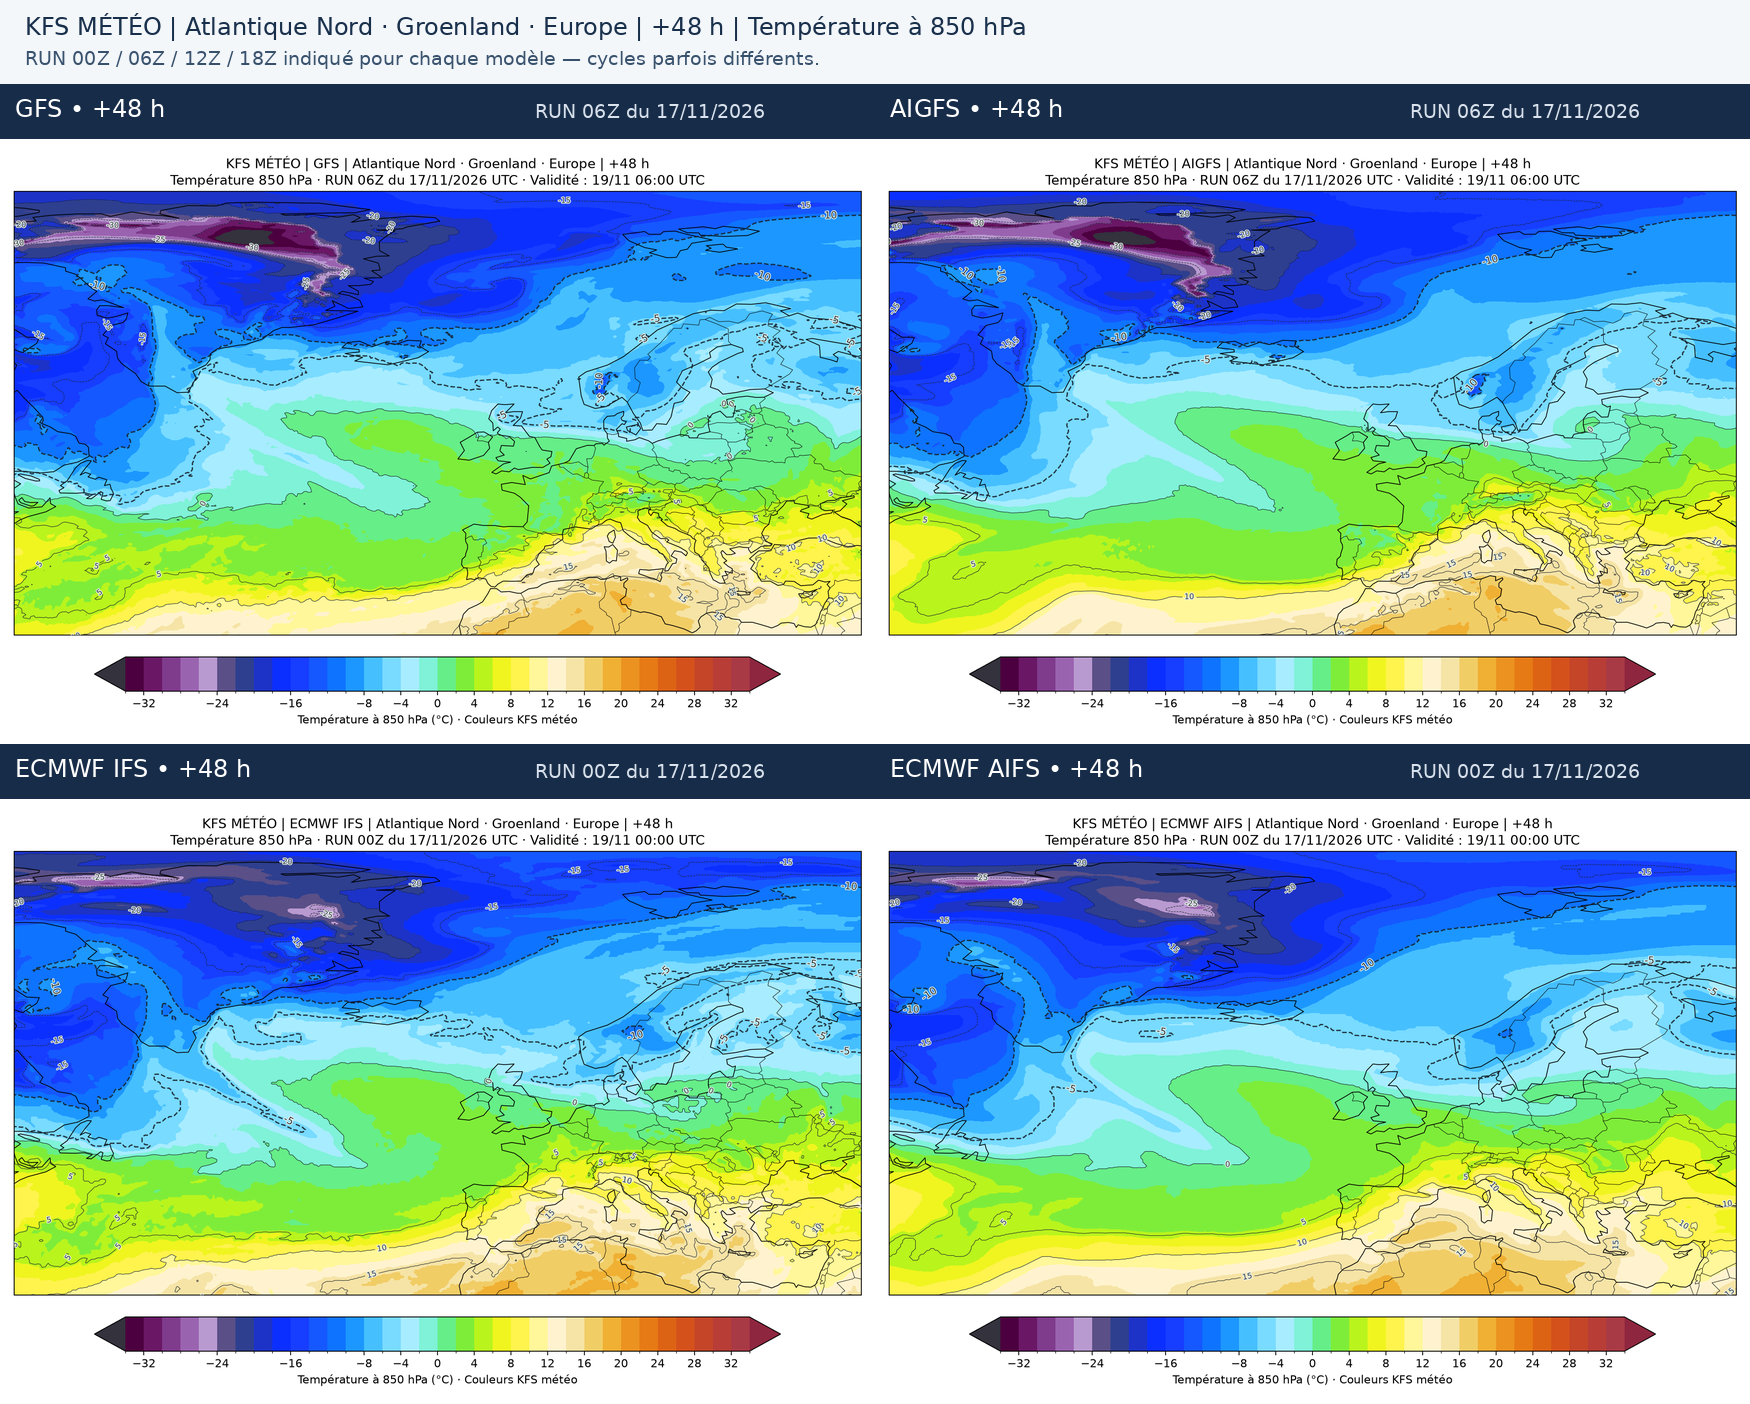 KFS MÉTÉO | Atlantique Nord · Groenland · Europe | +48 h | Température à 850 hPa
RUN 00Z / 06Z / 12Z / 18Z indiqué pour chaque modèle — cycles parfois différents.
GFS • +48 h
RUN 06Z du 17/11/2026
AIGFS • +48 h
RUN 06Z du 17/11/2026
KFS MÉTÉO | GFS | Atlantique Nord · Groenland · Europe | +48 h
Température 850 hPa · RUN 06Z du 17/11/2026 UTC · Validité : 19/11 06:00 UTC
KFS MÉTÉO | AIGFS | Atlantique Nord · Groenland · Europe | +48 h
Température 850 hPa · RUN 06Z du 17/11/2026 UTC · Validité : 19/11 06:00 UTC
−32 −24 −16 −8 −4 0 4 8 12 16 20 24 28 32
Température à 850 hPa (°C) · Couleurs KFS météo
−32 −24 −16 −8 −4 0 4 8 12 16 20 24 28 32
Température à 850 hPa (°C) · Couleurs KFS météo
ECMWF IFS • +48 h
RUN 00Z du 17/11/2026
ECMWF AIFS • +48 h
RUN 00Z du 17/11/2026
KFS MÉTÉO | ECMWF IFS | Atlantique Nord · Groenland · Europe | +48 h
Température 850 hPa · RUN 00Z du 17/11/2026 UTC · Validité : 19/11 00:00 UTC
KFS MÉTÉO | ECMWF AIFS | Atlantique Nord · Groenland · Europe | +48 h
Température 850 hPa · RUN 00Z du 17/11/2026 UTC · Validité : 19/11 00:00 UTC
−32 −24 −16 −8 −4 0 4 8 12 16 20 24 28 32
Température à 850 hPa (°C) · Couleurs KFS météo
−32 −24 −16 −8 −4 0 4 8 12 16 20 24 28 32
Température à 850 hPa (°C) · Couleurs KFS météo